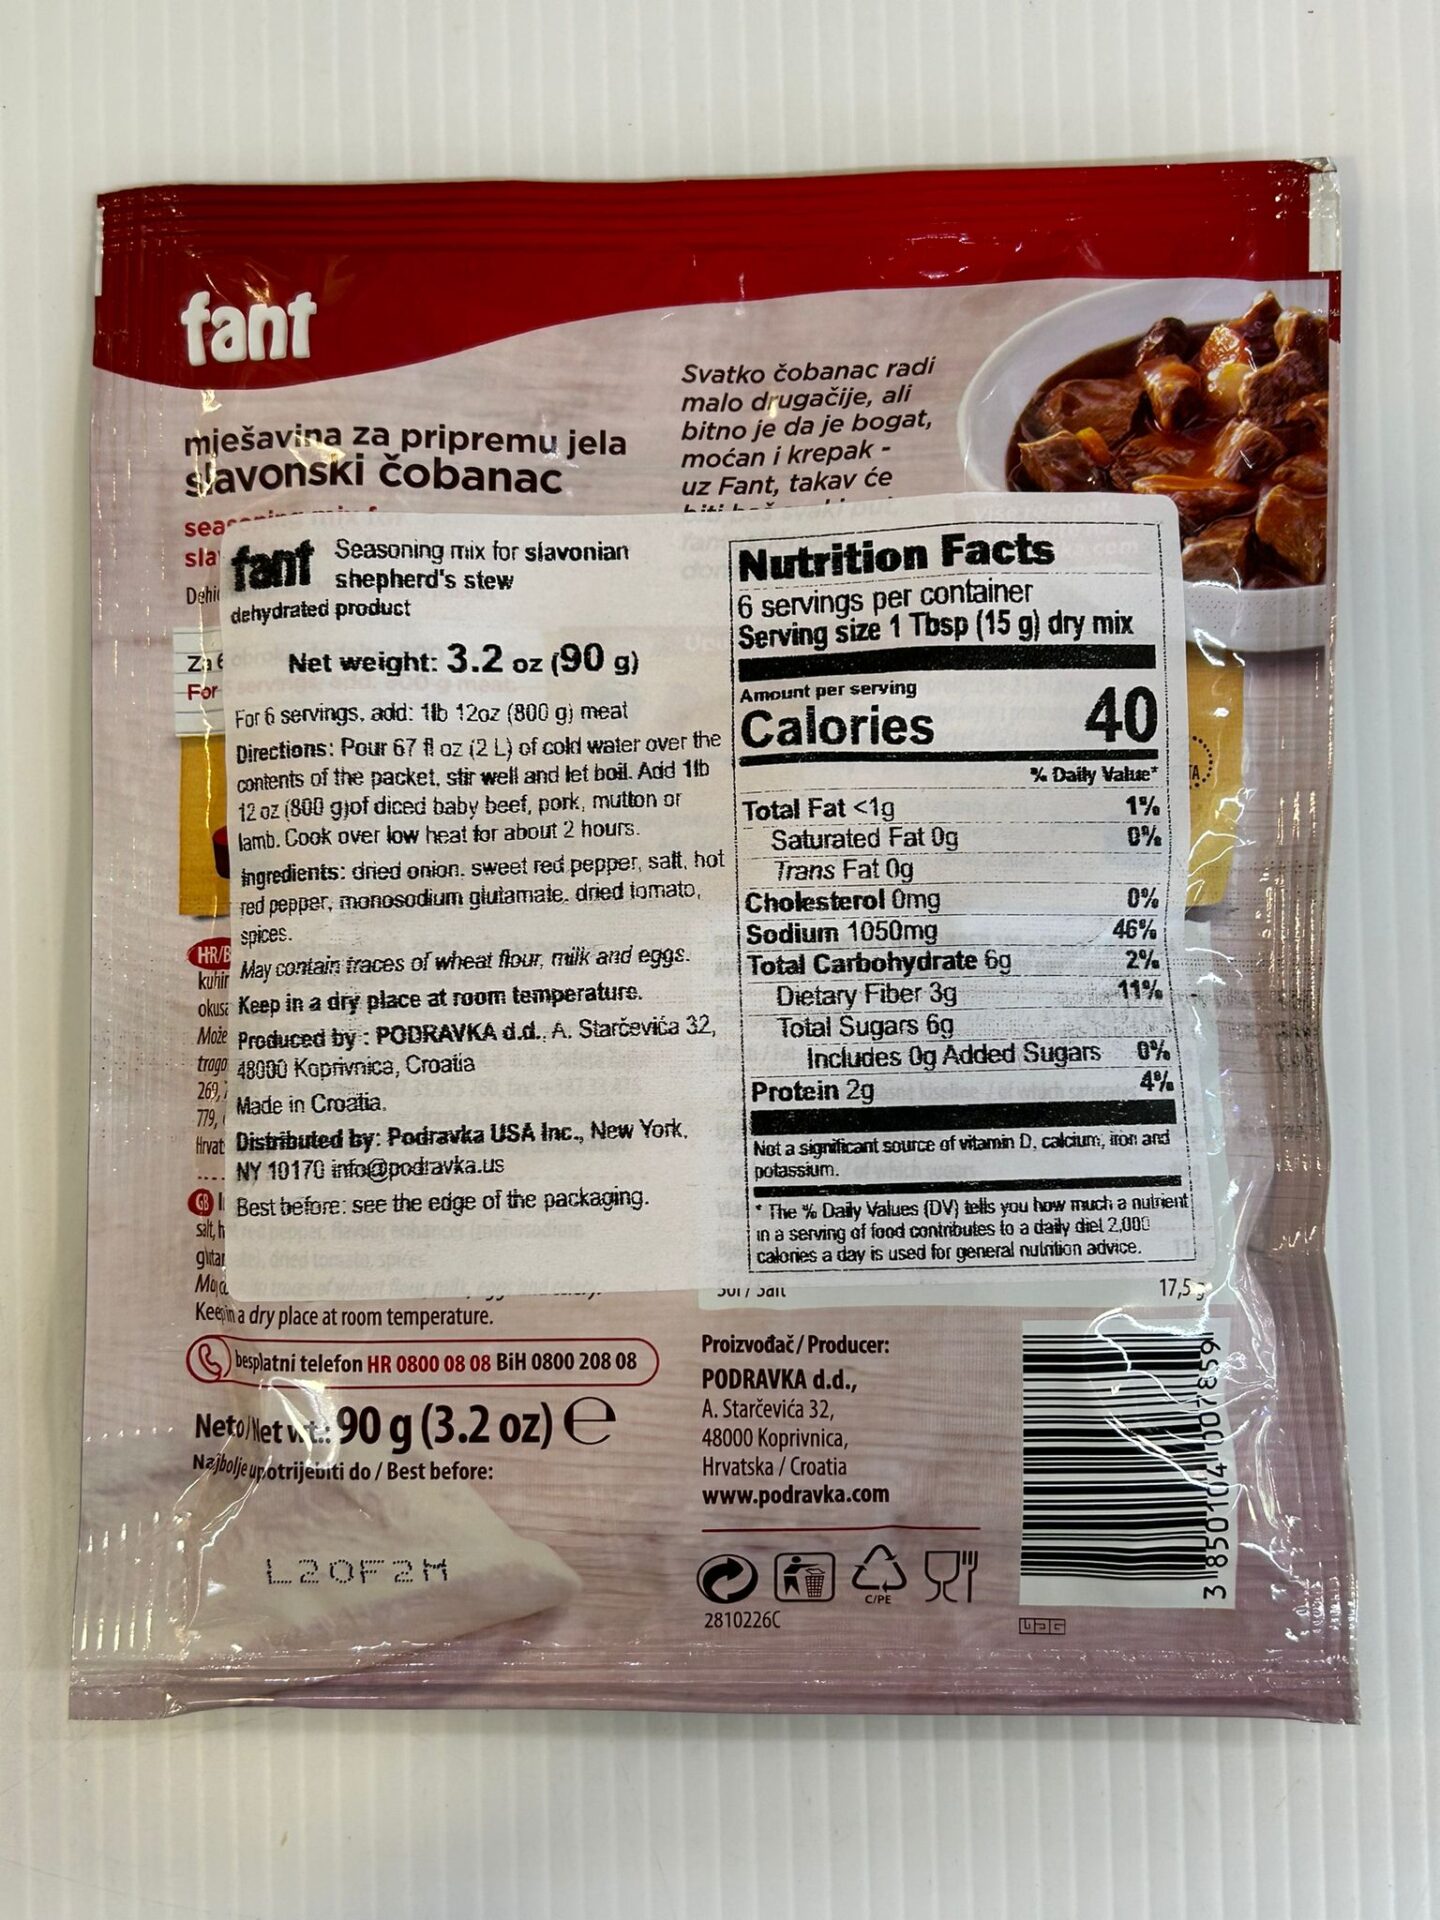 fant
mješavina za pripremu jela
slavonski čobanac
Svatko čobanac radi
malo drugačije, ali
bitno je da je bogat,
moćan i krepak -
uz Fant, takav će
fant Seasoning mix for slavonian
shepherd's stew
dehydrated product
Net weight: 3.2 oz (90 g)
For 6 servings, add: 1lb 12oz (800 g) meat
Directions: Pour 67 fl oz (2 L) of cold water over the
contents of the packet, stir well and let boil. Add 1lb
12 oz (800 g)of diced baby beef, pork, mutton or
lamb. Cook over low heat for about 2 hours.
Ingredients: dried onion, sweet red pepper, salt, hot
red pepper, monosodium glutamate, dried tomato,
spices.
May contain traces of wheat flour, milk and eggs.
Keep in a dry place at room temperature.
Produced by : PODRAVKA d.d., A. Starčevića 32,
48000 Koprivnica, Croatia
Made in Croatia.
Distributed by: Podravka USA Inc., New York,
NY 10170 info@podravka.us
Best before: see the edge of the packaging.
Nutrition Facts
6 servings per container
Serving size 1 Tbsp (15 g) dry mix
Amount per serving
Calories 40
% Daily Value*
Total Fat <1g 1%
Saturated Fat 0g 0%
Trans Fat 0g
Cholesterol 0mg 0%
Sodium 1050mg 46%
Total Carbohydrate 6g 2%
Dietary Fiber 3g 11%
Total Sugars 6g
Includes 0g Added Sugars 0%
Protein 2g 4%
Not a significant source of vitamin D, calcium, iron and
potassium.
* The % Daily Values (DV) tells you how much a nutrient
in a serving of food contributes to a daily diet 2,000
calories a day is used for general nutrition advice.
HR/B
For
GB
Keep in a dry place at room temperature.
Sol / Salt 17,5 g
besplatni telefon HR 0800 08 08 BiH 0800 208 08
Neto/Net wt.: 90 g (3.2 oz) e
Najbolje upotrijebiti do / Best before:
L20F2M
Proizvođač / Producer:
PODRAVKA d.d.,
A. Starčevića 32,
48000 Koprivnica,
Hrvatska / Croatia
www.podravka.com
C/PE
2810226C
3 850104 007859